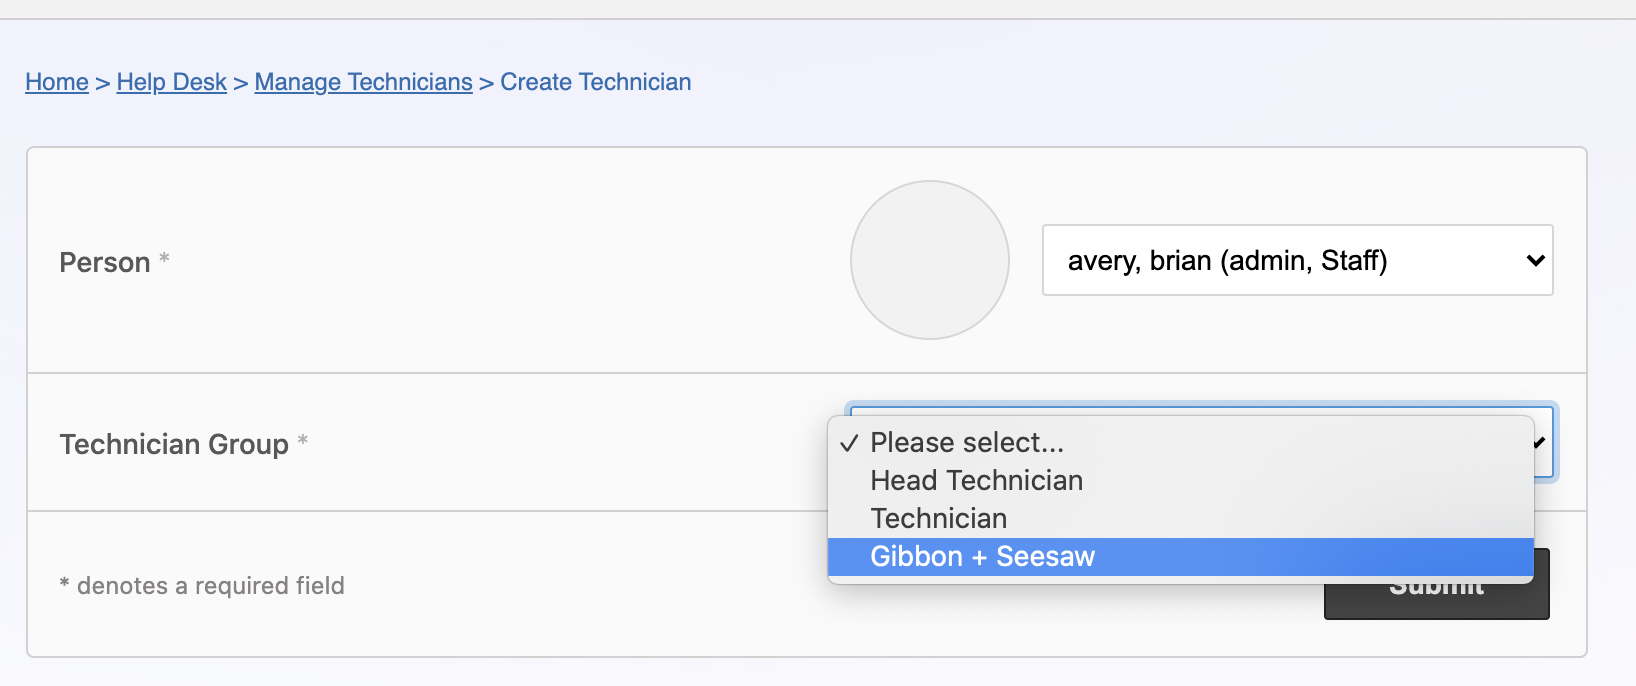 Home > Help Desk > Manage Technicians > Create Technician
Person *
avery, brian (admin, Staff)
Technician Group *
✓ Please select...
Head Technician
Technician
Gibbon + Seesaw
* denotes a required field
Submit